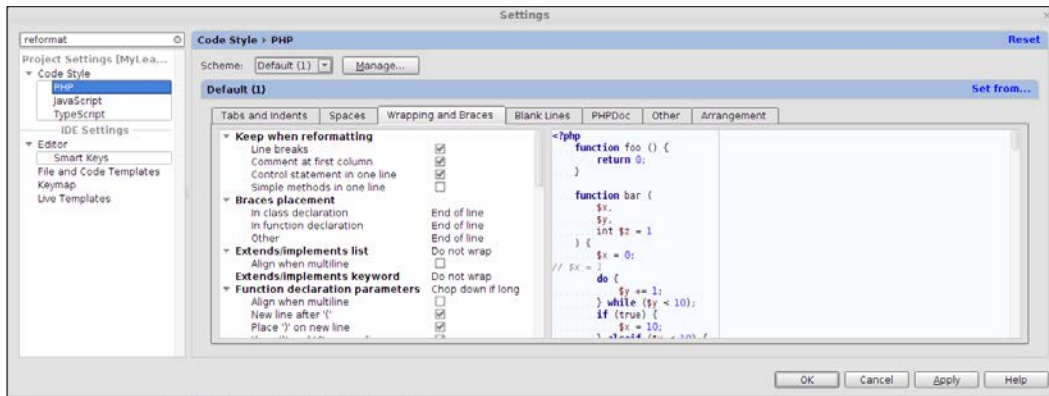 Settings
reformat
Project Settings [MyLea...
Code Style
PHP
JavaScript
TypeScript
IDE Settings
Editor
Smart Keys
File and Code Templates
Keymap
Live Templates
Code Style › PHP
Reset
Scheme: Default (1) Manage...
Default (1)
Set from...
Tabs and Indents Spaces Wrapping and Braces Blank Lines PHPDoc Other Arrangement
Keep when reformatting
Line breaks
Comment at first column
Control statement in one line
Simple methods in one line
Braces placement
In class declaration End of line
In function declaration End of line
Other End of line
Extends/implements list Do not wrap
Align when multiline
Extends/implements keyword Do not wrap
Function declaration parameters Chop down if long
Align when multiline
New line after '('
Place ')' on new line
<?php
function foo () {
return 0;
}
function bar (
$x,
$y,
int $z = 1
) {
$x = 0;
// $x = 1
do {
$y += 1;
} while ($y < 10);
if (true) {
$x = 10;
} elseif ($y < 10) {
OK Cancel Apply Help